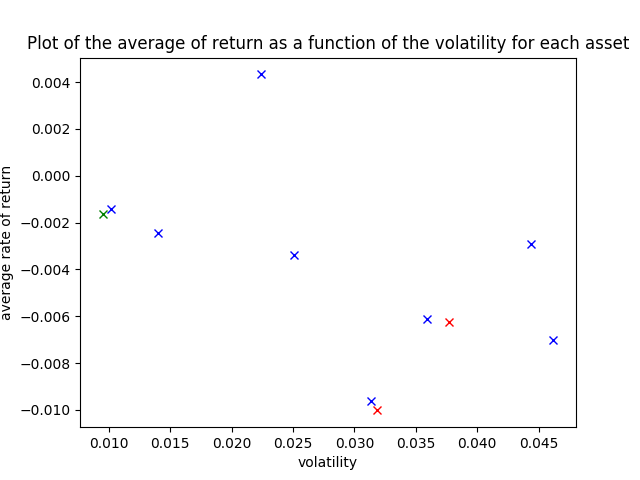 Plot of the average of return as a function of the volatility for each asset
0.004
0.002
0.000
−0.002
−0.004
−0.006
−0.008
−0.010
average rate of return
0.010 0.015 0.020 0.025 0.030 0.035 0.040 0.045
volatility